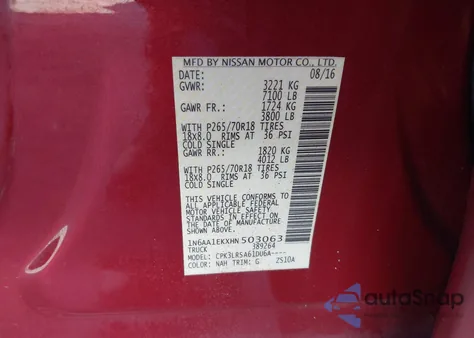 MFD BY NISSAN MOTOR CO., LTD.
DATE: 08/16
GVWR: 3221 KG
7100 LB
GAWR FR.: 1724 KG
3800 LB
WITH P265/70R18 TIRES
18X8.0 RIMS AT 36 PSI
COLD SINGLE
GAWR RR.: 1820 KG
4012 LB
WITH P265/70R18 TIRES
18X8.0 RIMS AT 36 PSI
COLD SINGLE
THIS VEHICLE CONFORMS TO
ALL APPLICABLE FEDERAL
MOTOR VEHICLE SAFETY
STANDARDS IN EFFECT ON THE
DATE OF MANUFACTURE
SHOWN ABOVE.
1N6AA1EKXHN503063
TRUCK 389264
MODEL: CPK3LRSA61DU6A----
COLOR: NAH TRIM: G 2S10A
autoSnap